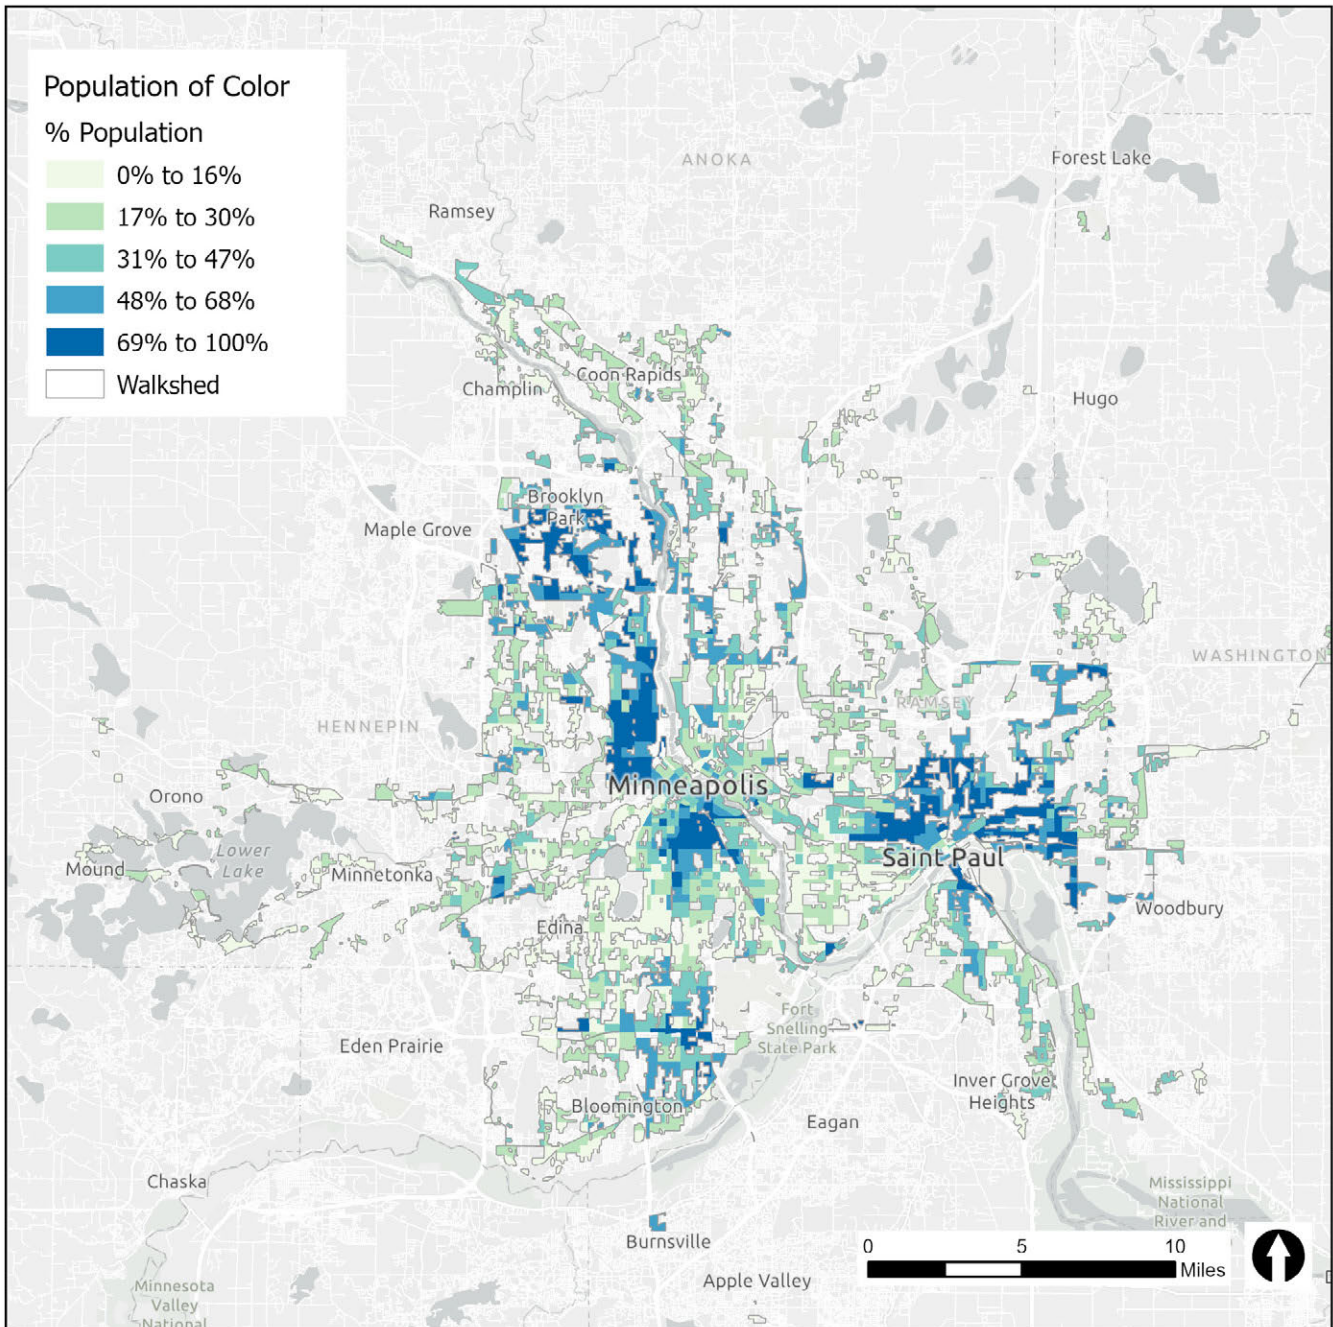 Population of Color
% Population
0% to 16%
17% to 30%
31% to 47%
48% to 68%
69% to 100%
Walkshed
ANOKA
Forest Lake
Ramsey
Coon Rapids
Champlin
Hugo
Brooklyn
Park
Maple Grove
WASHINGTON
RAMSEY
HENNEPIN
Minneapolis
Orono
Lower
Lake
Mound
Minnetonka
Saint Paul
Woodbury
Edina
Fort
Snelling
State Park
Eden Prairie
Inver Grove
Heights
Bloomington
Eagan
Chaska
Mississippi
National
River and
Burnsville
Apple Valley
Minnesota
Valley
National
0 5 10
Miles